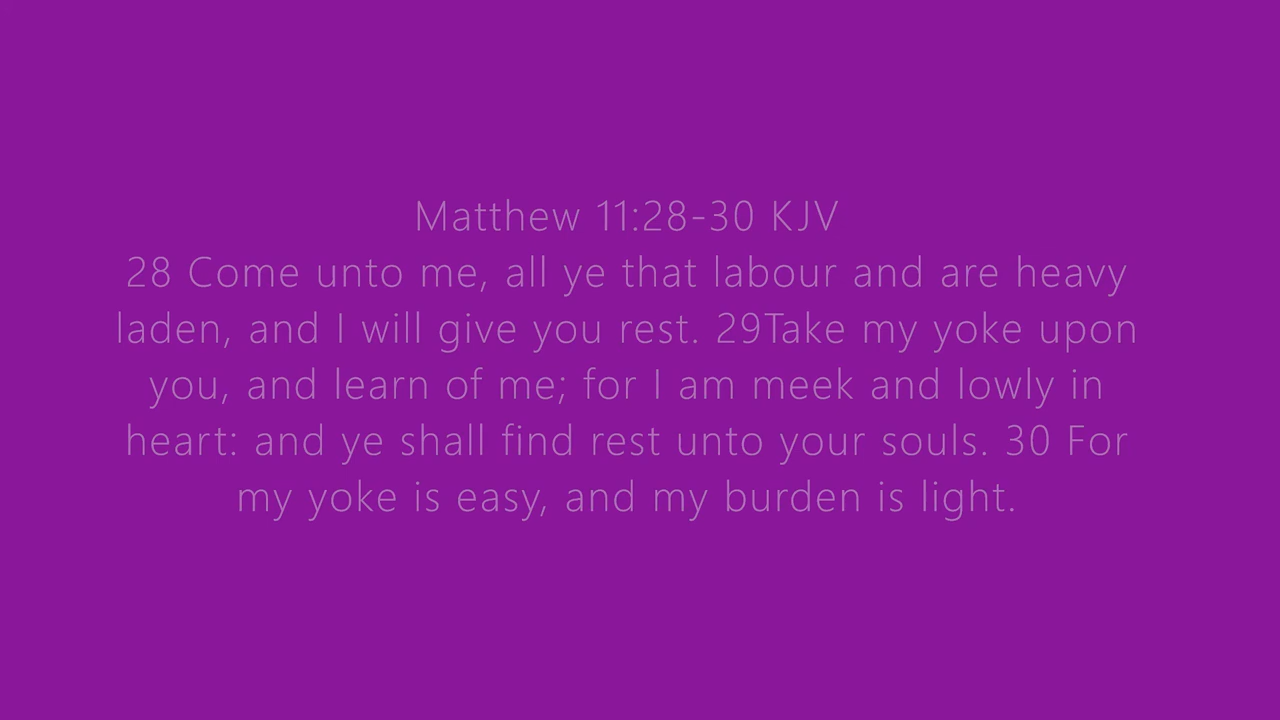 Matthew 11:28-30 KJV
28 Come unto me, all ye that labour and are heavy
laden, and I will give you rest. 29Take my yoke upon
you, and learn of me; for I am meek and lowly in
heart: and ye shall find rest unto your souls. 30 For
my yoke is easy, and my burden is light.